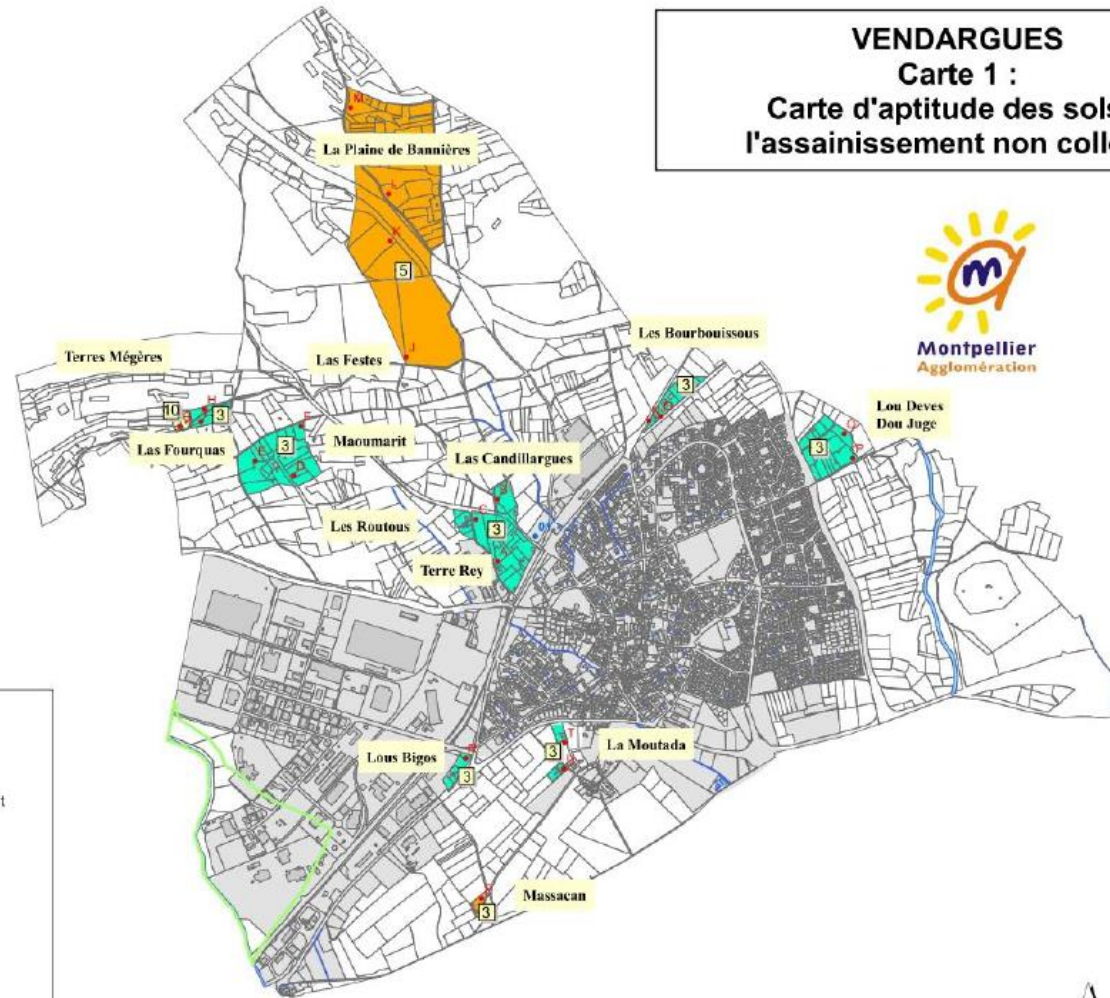 VENDARGUES
Carte 1 :
Carte d'aptitude des sols
l'assainissement non coll
Montpellier
Agglomération
M
La Plaine de Bannières
L
K
5
J
Les Bourbouissous
Terres Mégères
Las Festes
3
Lou Deves
Dou Juge
10
H
3
Las Fourquas
F
Maoumarit
3
E
D
Las Candillargues
3
P
Les Routous
C
3
Terre Rey
Lous Bigos
R
3
T
3
La Moutada
Massacan
3
t